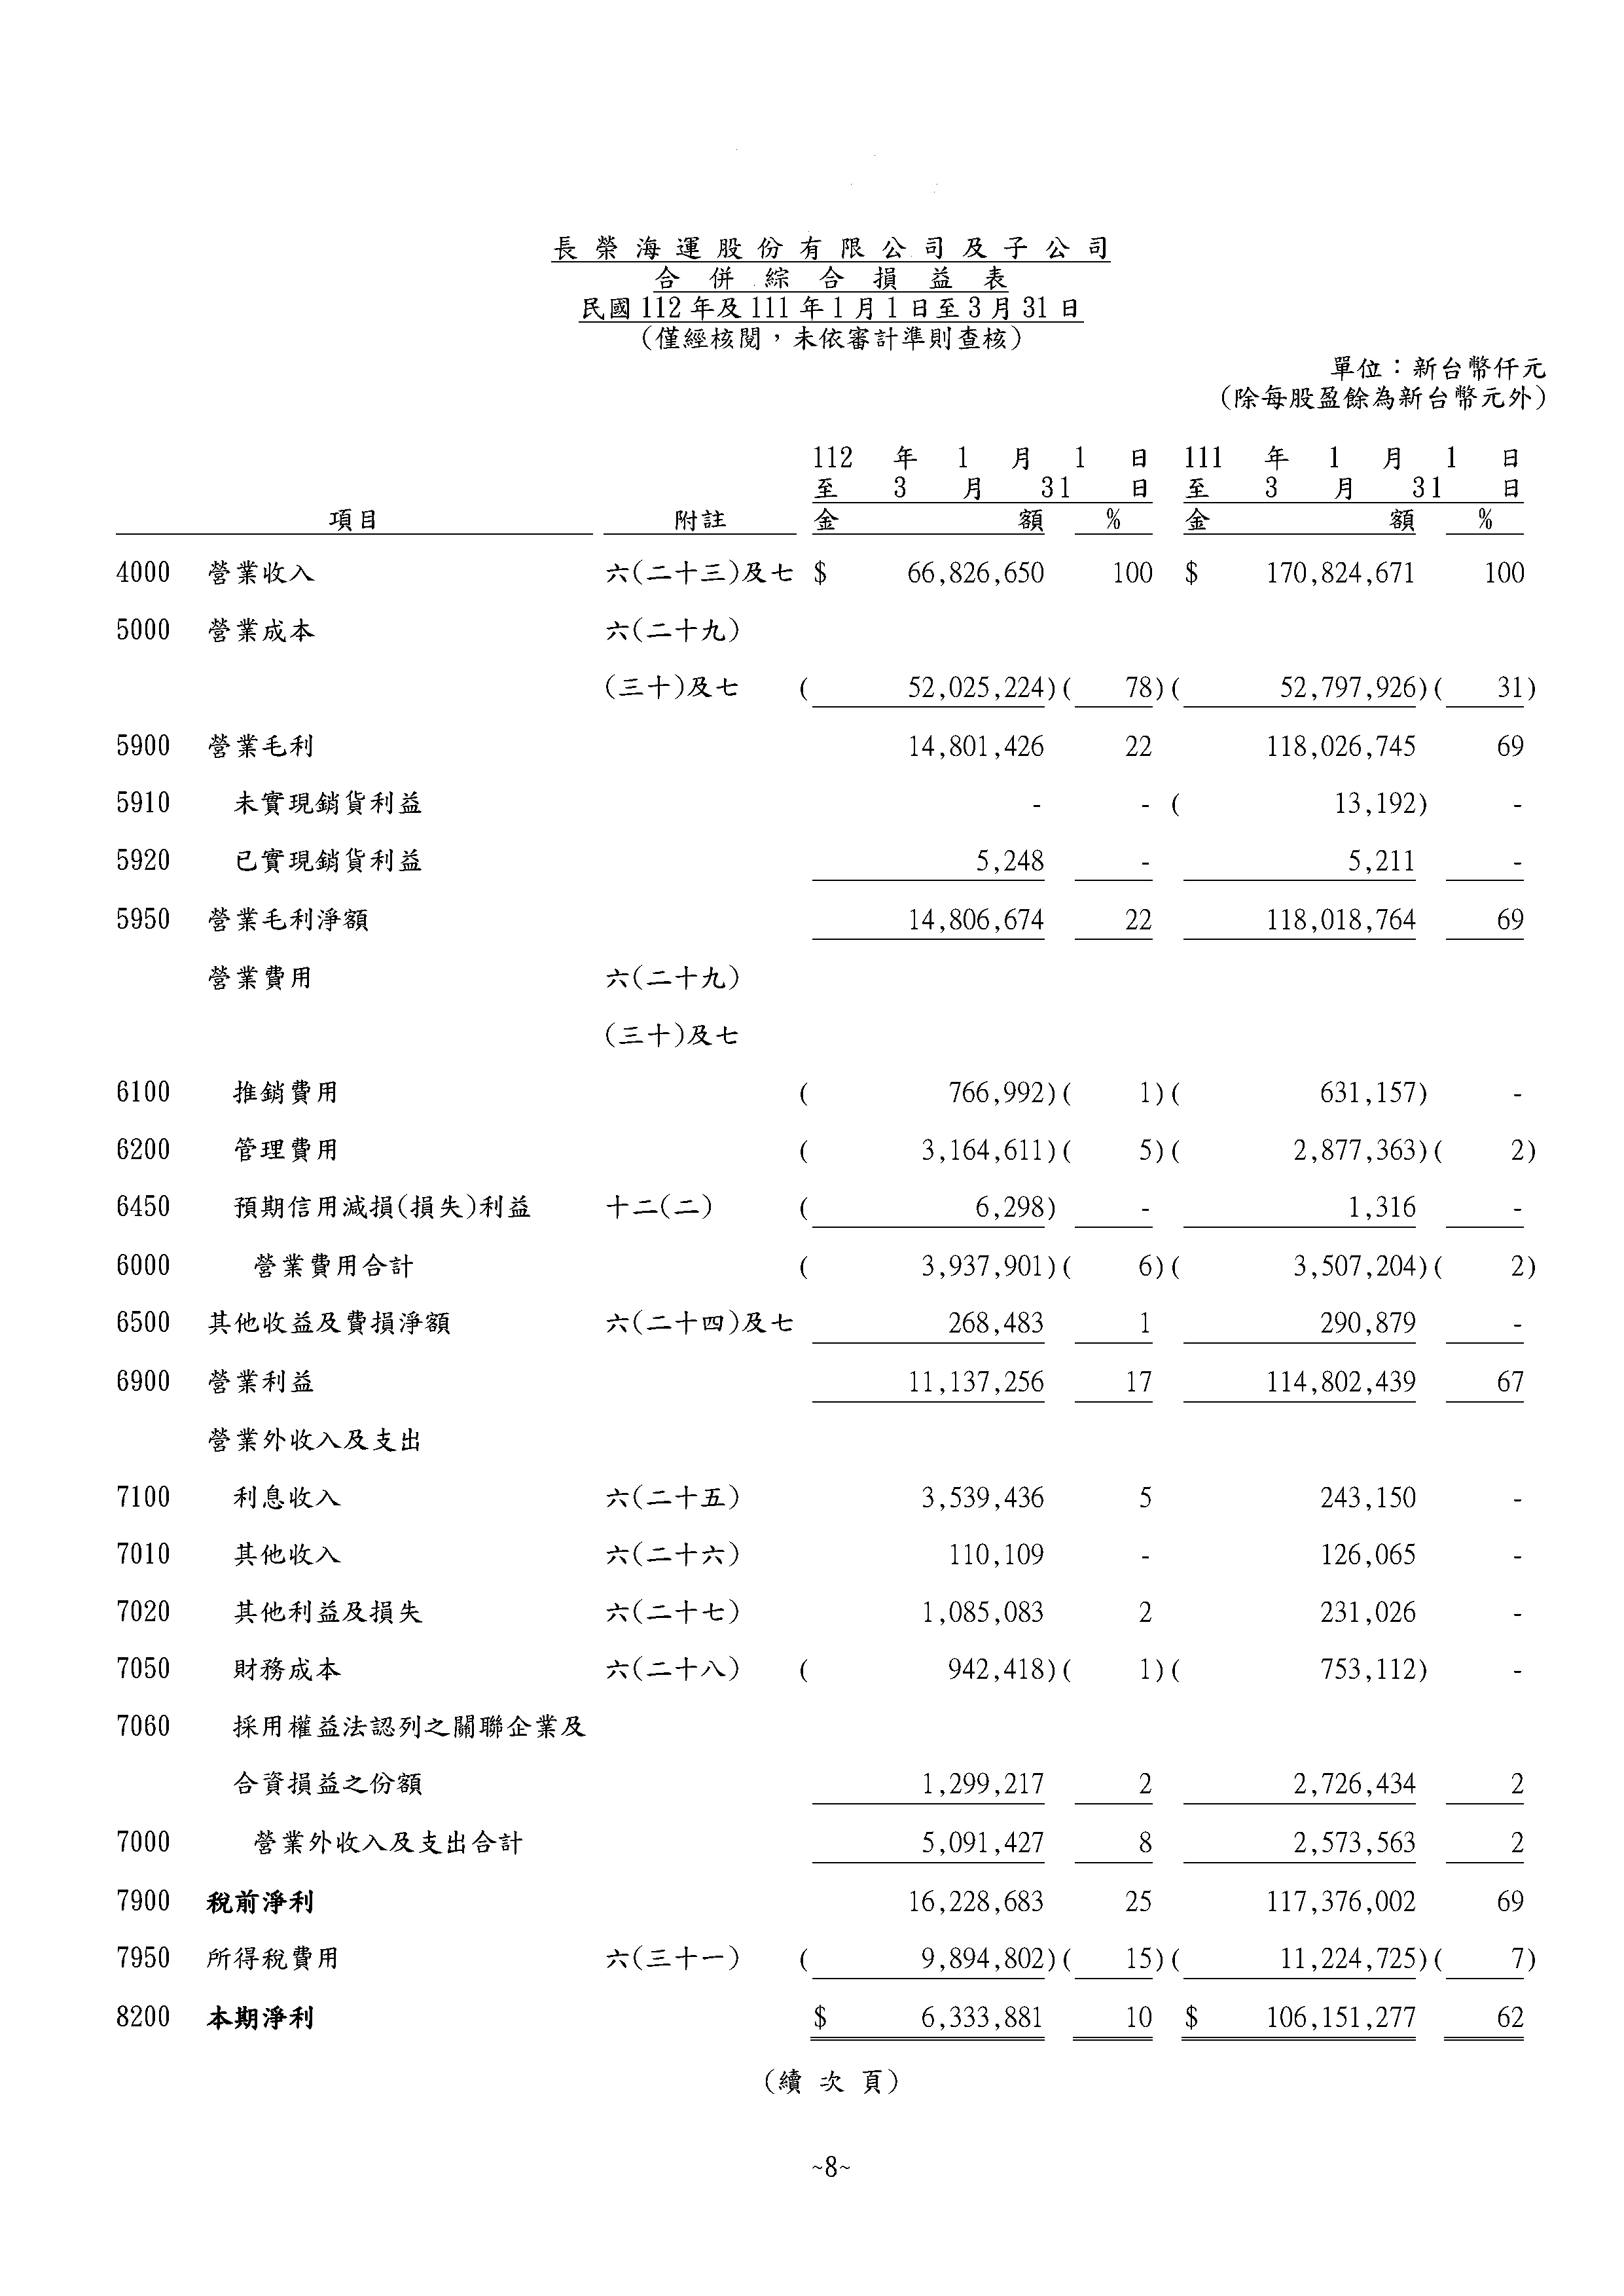 長榮海運股份有限公司及子公司
合併綜合損益表
民國112年及111年1月1日至3月31日
(僅經核閱，未依審計準則查核)
單位：新台幣仟元
(除每股盈餘為新台幣元外)
112 年 1 月 1 日 111 年 1 月 1 日
至 3 月 31 日 至 3 月 31 日
項目 附註 金 額 % 金 額 %
4000 營業收入 六(二十三)及七 $ 66,826,650 100 $ 170,824,671 100
5000 營業成本 六(二十九)
(三十)及七 ( 52,025,224)( 78)( 52,797,926)( 31)
5900 營業毛利 14,801,426 22 118,026,745 69
5910 未實現銷貨利益 - - ( 13,192) -
5920 已實現銷貨利益 5,248 - 5,211 -
5950 營業毛利淨額 14,806,674 22 118,018,764 69
營業費用 六(二十九)
(三十)及七
6100 推銷費用 ( 766,992)( 1)( 631,157) -
6200 管理費用 ( 3,164,611)( 5)( 2,877,363)( 2)
6450 預期信用減損(損失)利益 十二(二) ( 6,298) - 1,316 -
6000 營業費用合計 ( 3,937,901)( 6)( 3,507,204)( 2)
6500 其他收益及費損淨額 六(二十四)及七 268,483 1 290,879 -
6900 營業利益 11,137,256 17 114,802,439 67
營業外收入及支出
7100 利息收入 六(二十五) 3,539,436 5 243,150 -
7010 其他收入 六(二十六) 110,109 - 126,065 -
7020 其他利益及損失 六(二十七) 1,085,083 2 231,026 -
7050 財務成本 六(二十八) ( 942,418)( 1)( 753,112) -
7060 採用權益法認列之關聯企業及
合資損益之份額 1,299,217 2 2,726,434 2
7000 營業外收入及支出合計 5,091,427 8 2,573,563 2
7900 稅前淨利 16,228,683 25 117,376,002 69
7950 所得稅費用 六(三十一) ( 9,894,802)( 15)( 11,224,725)( 7)
8200 本期淨利 $ 6,333,881 10 $ 106,151,277 62
(續 次 頁)
~8~